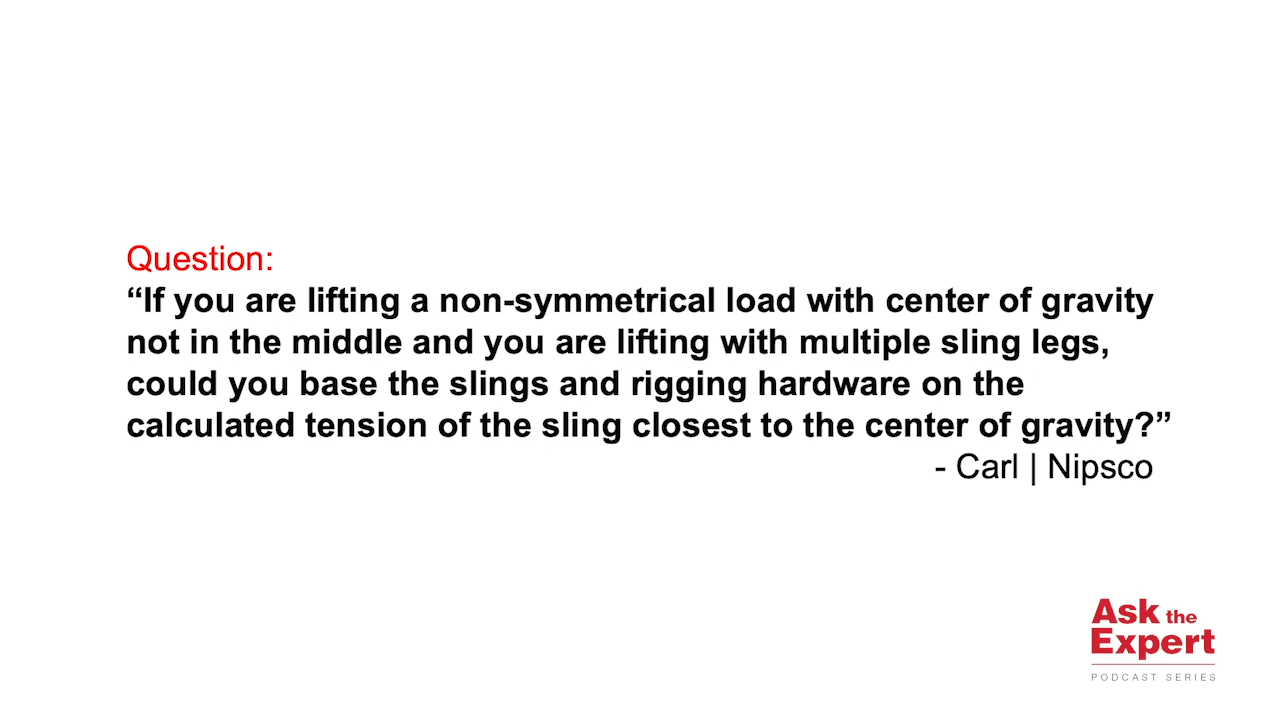 Question:
“If you are lifting a non-symmetrical load with center of gravity
not in the middle and you are lifting with multiple sling legs,
could you base the slings and rigging hardware on the
calculated tension of the sling closest to the center of gravity?”
- Carl | Nipsco
Ask the
Expert
PODCAST SERIES